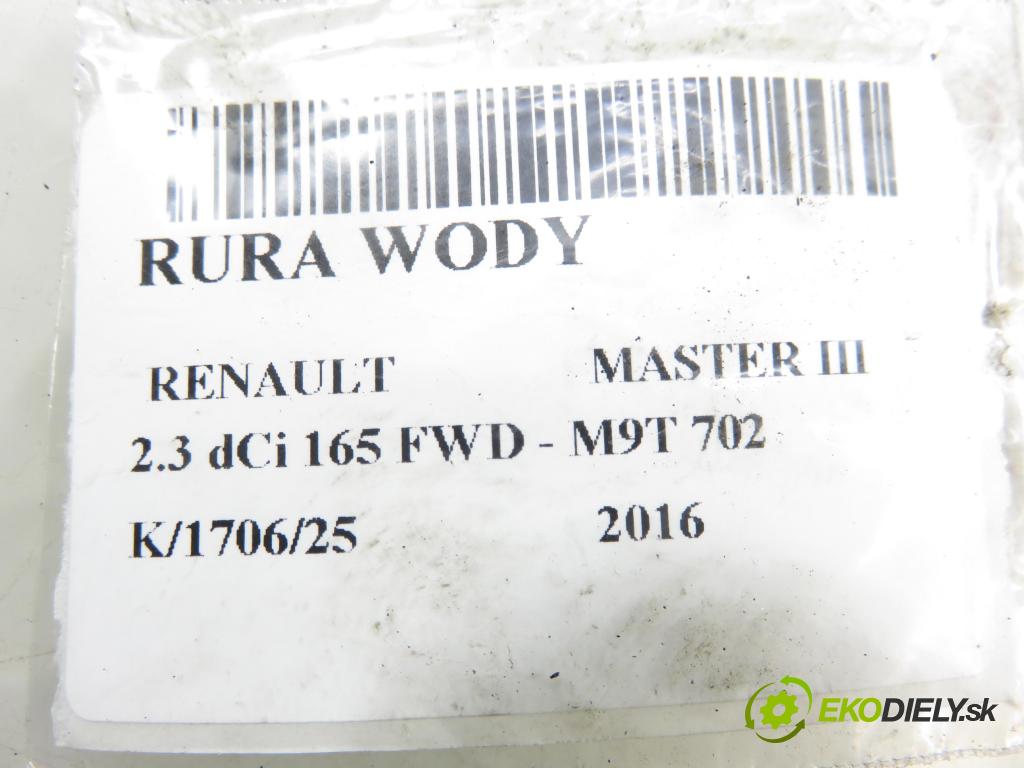 RURA WODY
RENAULT MASTER III
2.3 dCi 165 FWD - M9T 702
K/1706/25 2016
EKODIELY.sk